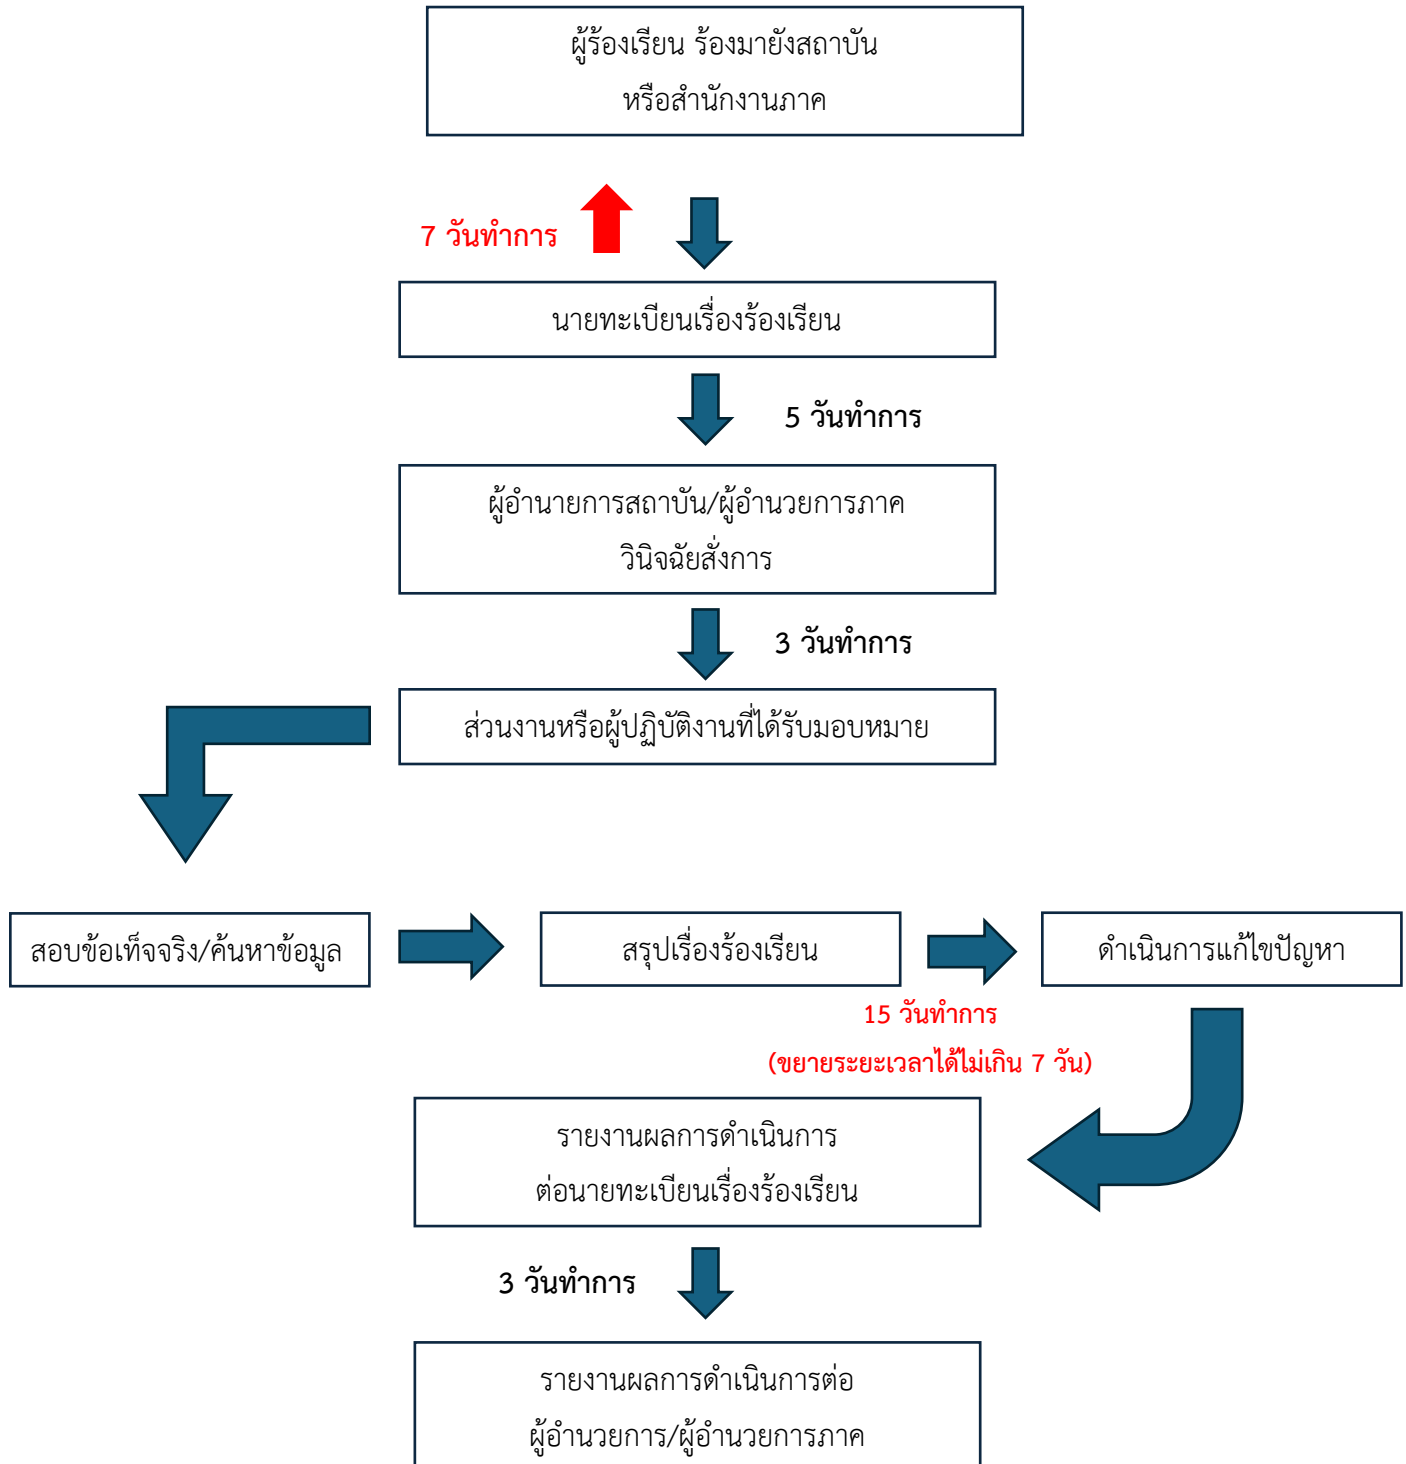 ผู้ร้องเรียน ร้องมายังสถาบัน
หรือสำนักงานภาค
7 วันทำการ
นายทะเบียนเรื่องร้องเรียน
5 วันทำการ
ผู้อำนายการสถาบัน/ผู้อำนวยการภาค
วินิจฉัยสั่งการ
3 วันทำการ
ส่วนงานหรือผู้ปฏิบัติงานที่ได้รับมอบหมาย
สอบข้อเท็จจริง/ค้นหาข้อมูล
สรุปเรื่องร้องเรียน
ดำเนินการแก้ไขปัญหา
15 วันทำการ
(ขยายระยะเวลาได้ไม่เกิน 7 วัน)
รายงานผลการดำเนินการ
ต่อนายทะเบียนเรื่องร้องเรียน
3 วันทำการ
รายงานผลการดำเนินการต่อ
ผู้อำนวยการ/ผู้อำนวยการภาค